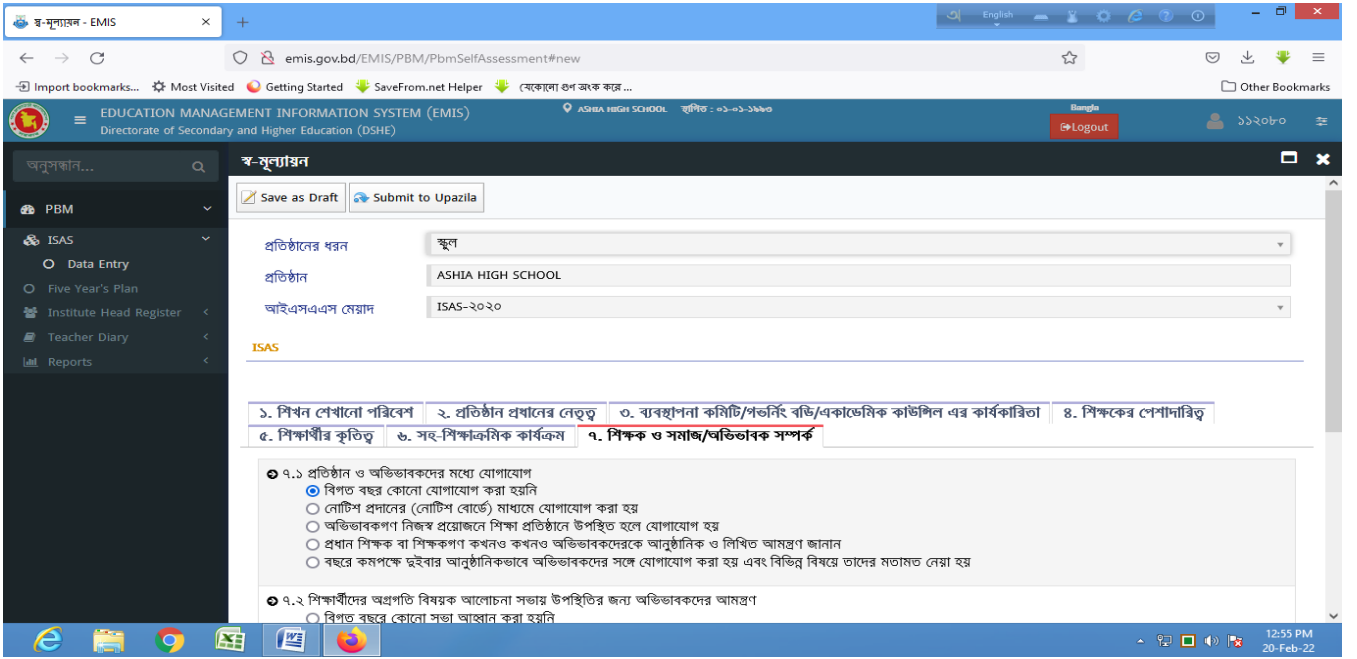 স্ব-মূল্যায়ন - EMIS
English
emis.gov.bd/EMIS/PBM/PbmSelfAssessment#new
Import bookmarks... Most Visited Getting Started SaveFrom.net Helper যেকোনো গুণ অংক করে ... Other Bookmarks
EDUCATION MANAGEMENT INFORMATION SYSTEM (EMIS)
Directorate of Secondary and Higher Education (DSHE)
ASHIA HIGH SCHOOL স্থাপিত : ০১-০১-১৯৯৩
Bangla
Logout
১১২০৮০
অনুসন্ধান...
স্ব-মূল্যায়ন
Save as Draft Submit to Upazila
PBM
ISAS
Data Entry
Five Year's Plan
Institute Head Register
Teacher Diary
Reports
প্রতিষ্ঠানের ধরন স্কুল
প্রতিষ্ঠান ASHIA HIGH SCHOOL
আইএসএএস মেয়াদ ISAS-২০২০
ISAS
১. শিখন শেখানো পরিবেশ ২. প্রতিষ্ঠান প্রধানের নেতৃত্ব ৩. ব্যবস্থাপনা কমিটি/গভর্নিং বডি/একাডেমিক কাউন্সিল এর কার্যকারিতা ৪. শিক্ষকের পেশাদারিত্ব
৫. শিক্ষার্থীর কৃতিত্ব ৬. সহ-শিক্ষাক্রমিক কার্যক্রম ৭. শিক্ষক ও সমাজ/অভিভাবক সম্পর্ক
৭.১ প্রতিষ্ঠান ও অভিভাবকদের মধ্যে যোগাযোগ
বিগত বছর কোনো যোগাযোগ করা হয়নি
নোটিশ প্রদানের (নোটিশ বোর্ডে) মাধ্যমে যোগাযোগ করা হয়
অভিভাবকগণ নিজস্ব প্রয়োজনে শিক্ষা প্রতিষ্ঠানে উপস্থিত হলে যোগাযোগ হয়
প্রধান শিক্ষক বা শিক্ষকগণ কখনও কখনও অভিভাবকদেরকে আনুষ্ঠানিক ও লিখিত আমন্ত্রণ জানান
বছরে কমপক্ষে দুইবার আনুষ্ঠানিকভাবে অভিভাবকদের সঙ্গে যোগাযোগ করা হয় এবং বিভিন্ন বিষয়ে তাদের মতামত নেয়া হয়
৭.২ শিক্ষার্থীদের অগ্রগতি বিষয়ক আলোচনা সভায় উপস্থিতির জন্য অভিভাবকদের আমন্ত্রণ
বিগত বছরে কোনো সভা আহ্বান করা হয়নি
12:55 PM
20-Feb-22